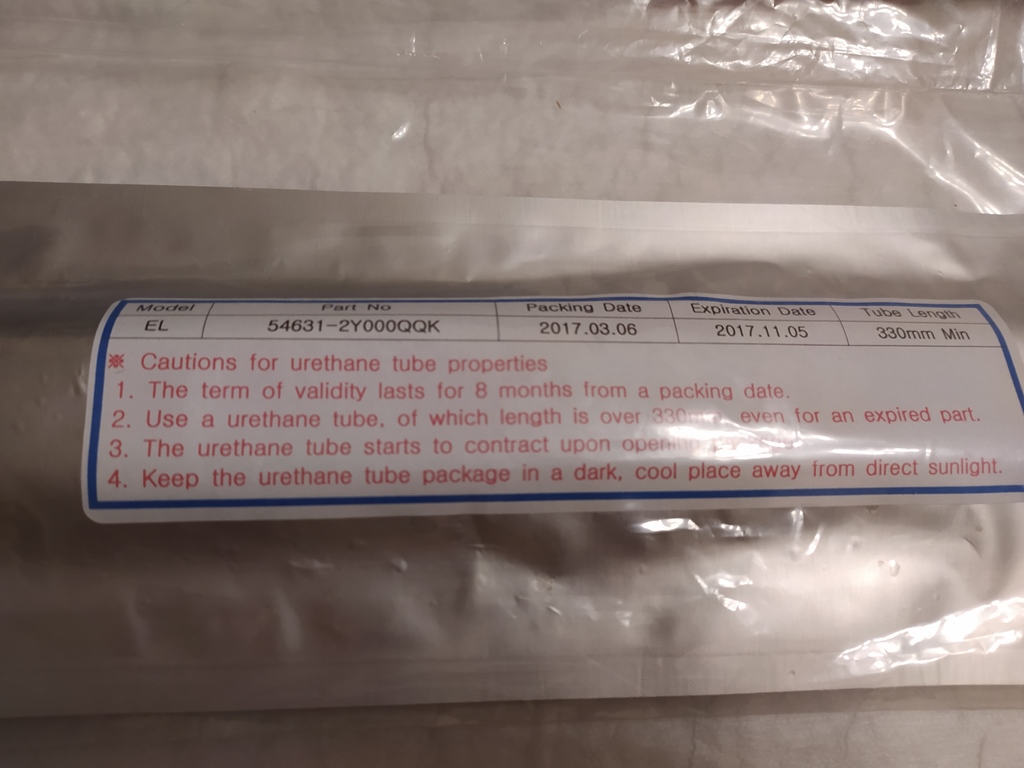 Model Part No Packing Date Expiration Date Tube Length
EL 54631-2Y000QQK 2017.03.06 2017.11.05 330mm Min
※ Cautions for urethane tube properties
1. The term of validity lasts for 8 months from a packing date.
2. Use a urethane tube, of which length is over 330mm, even for an expired part.
3. The urethane tube starts to contract upon opening
4. Keep the urethane tube package in a dark, cool place away from direct sunlight.